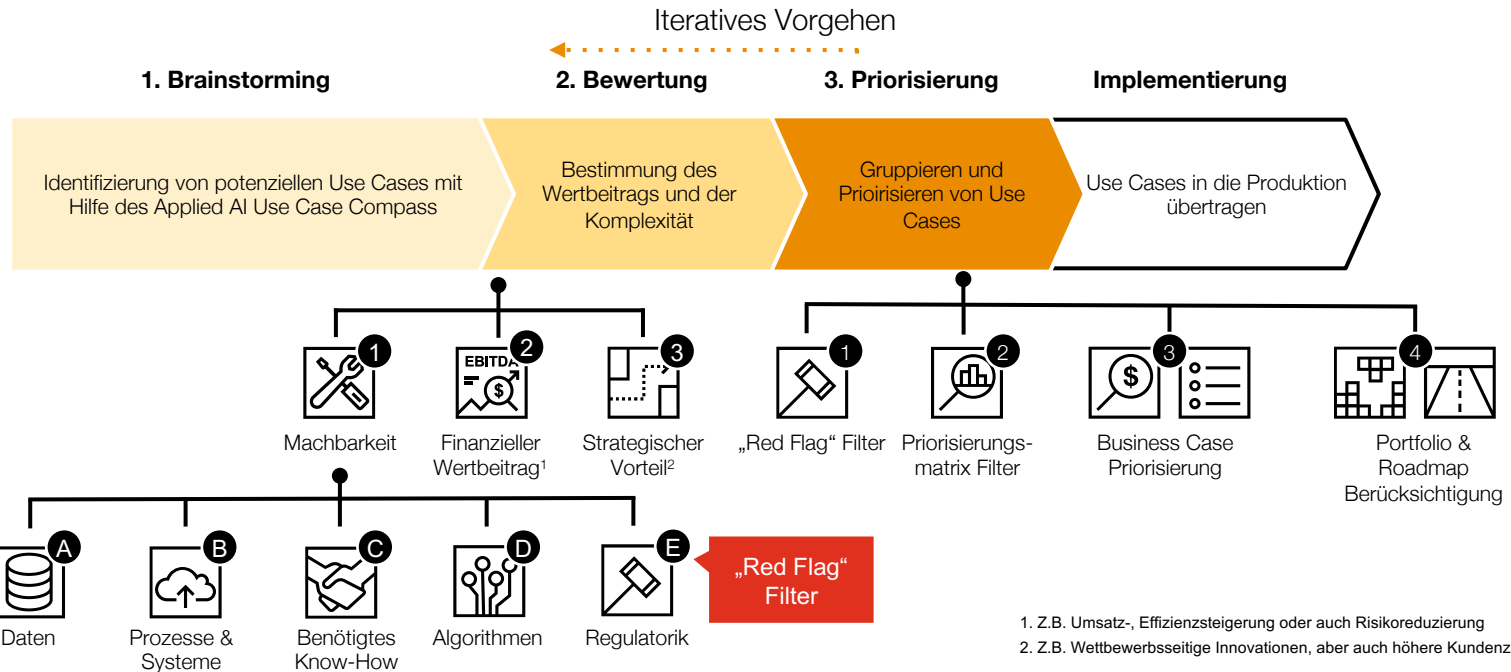 Iteratives Vorgehen
1. Brainstorming
2. Bewertung
3. Priorisierung
Implementierung
Identifizierung von potenziellen Use Cases mit
Hilfe des Applied AI Use Case Compass
Bestimmung des
Wertbeitrags und der
Komplexität
Gruppieren und
Prioirisieren von Use
Cases
Use Cases in die Produktion
übertragen
1
Machbarkeit
EBITDA
$
2
Finanzieller
Wertbeitrag¹
3
Strategischer
Vorteil²
1
„Red Flag“ Filter
2
Priorisierungs-
matrix Filter
$
3
Business Case
Priorisierung
4
Portfolio &
Roadmap
Berücksichtigung
A
Daten
B
Prozesse &
Systeme
C
Benötigtes
Know-How
D
Algorithmen
E
Regulatorik
„Red Flag“
Filter
1. Z.B. Umsatz-, Effizienzsteigerung oder auch Risikoreduzierung
2. Z.B. Wettbewerbsseitige Innovationen, aber auch höhere Kundenz